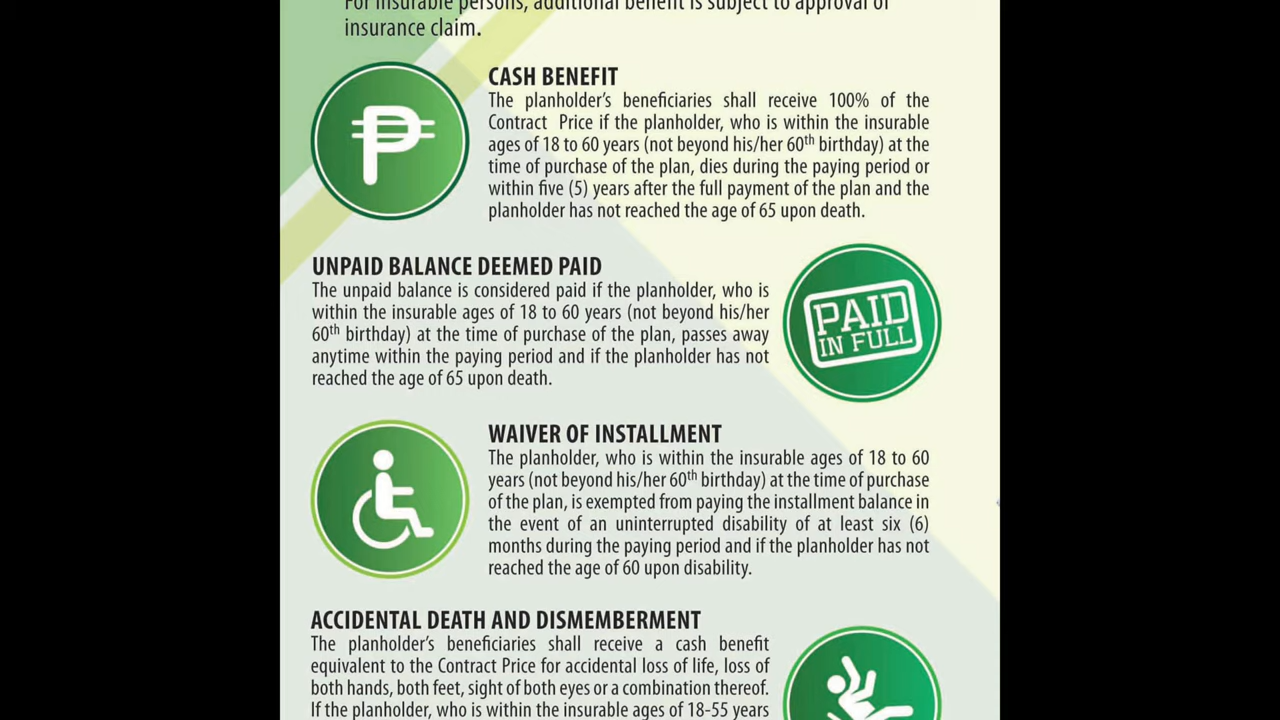 For insurable persons, additional benefit is subject to approval of
insurance claim.
CASH BENEFIT
The planholder's beneficiaries shall receive 100% of the
Contract Price if the planholder, who is within the insurable
ages of 18 to 60 years (not beyond his/her 60th birthday) at the
time of purchase of the plan, dies during the paying period or
within five (5) years after the full payment of the plan and the
planholder has not reached the age of 65 upon death.
UNPAID BALANCE DEEMED PAID
The unpaid balance is considered paid if the planholder, who is
within the insurable ages of 18 to 60 years (not beyond his/her
60th birthday) at the time of purchase of the plan, passes away
anytime within the paying period and if the planholder has not
reached the age of 65 upon death.
PAID
IN FULL
WAIVER OF INSTALLMENT
The planholder, who is within the insurable ages of 18 to 60
years (not beyond his/her 60th birthday) at the time of purchase
of the plan, is exempted from paying the installment balance in
the event of an uninterrupted disability of at least six (6)
months during the paying period and if the planholder has not
reached the age of 60 upon disability.
ACCIDENTAL DEATH AND DISMEMBERMENT
The planholder's beneficiaries shall receive a cash benefit
equivalent to the Contract Price for accidental loss of life, loss of
both hands, both feet, sight of both eyes or a combination thereof.
If the planholder, who is within the insurable ages of 18-55 years